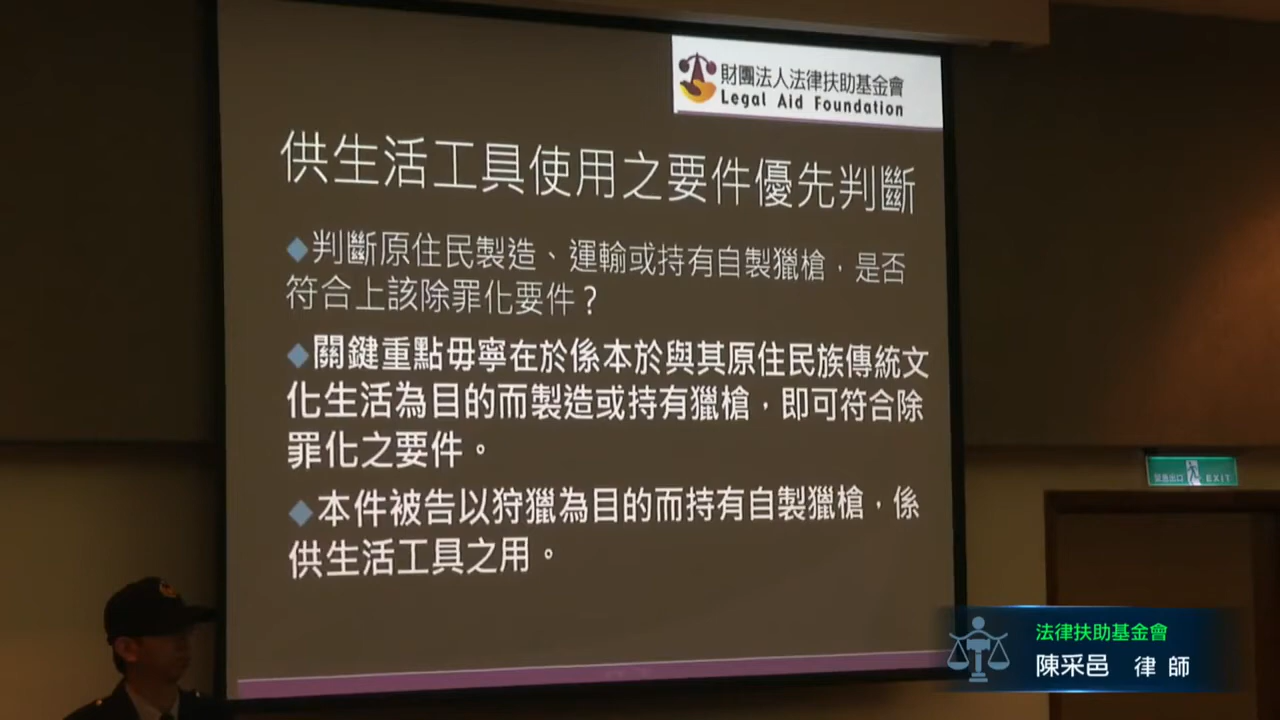 財團法人法律扶助基金會
Legal Aid Foundation
供生活工具使用之要件優先判斷
◆判斷原住民製造、運輸或持有自製獵槍，是否
符合上該除罪化要件？
◆關鍵重點毋寧在於係本於與其原住民族傳統文
化生活為目的而製造或持有獵槍，即可符合除
罪化之要件。
◆本件被告以狩獵為目的而持有自製獵槍，係
供生活工具之用。
緊急出口 EXIT
法律扶助基金會
陳采邑 律師